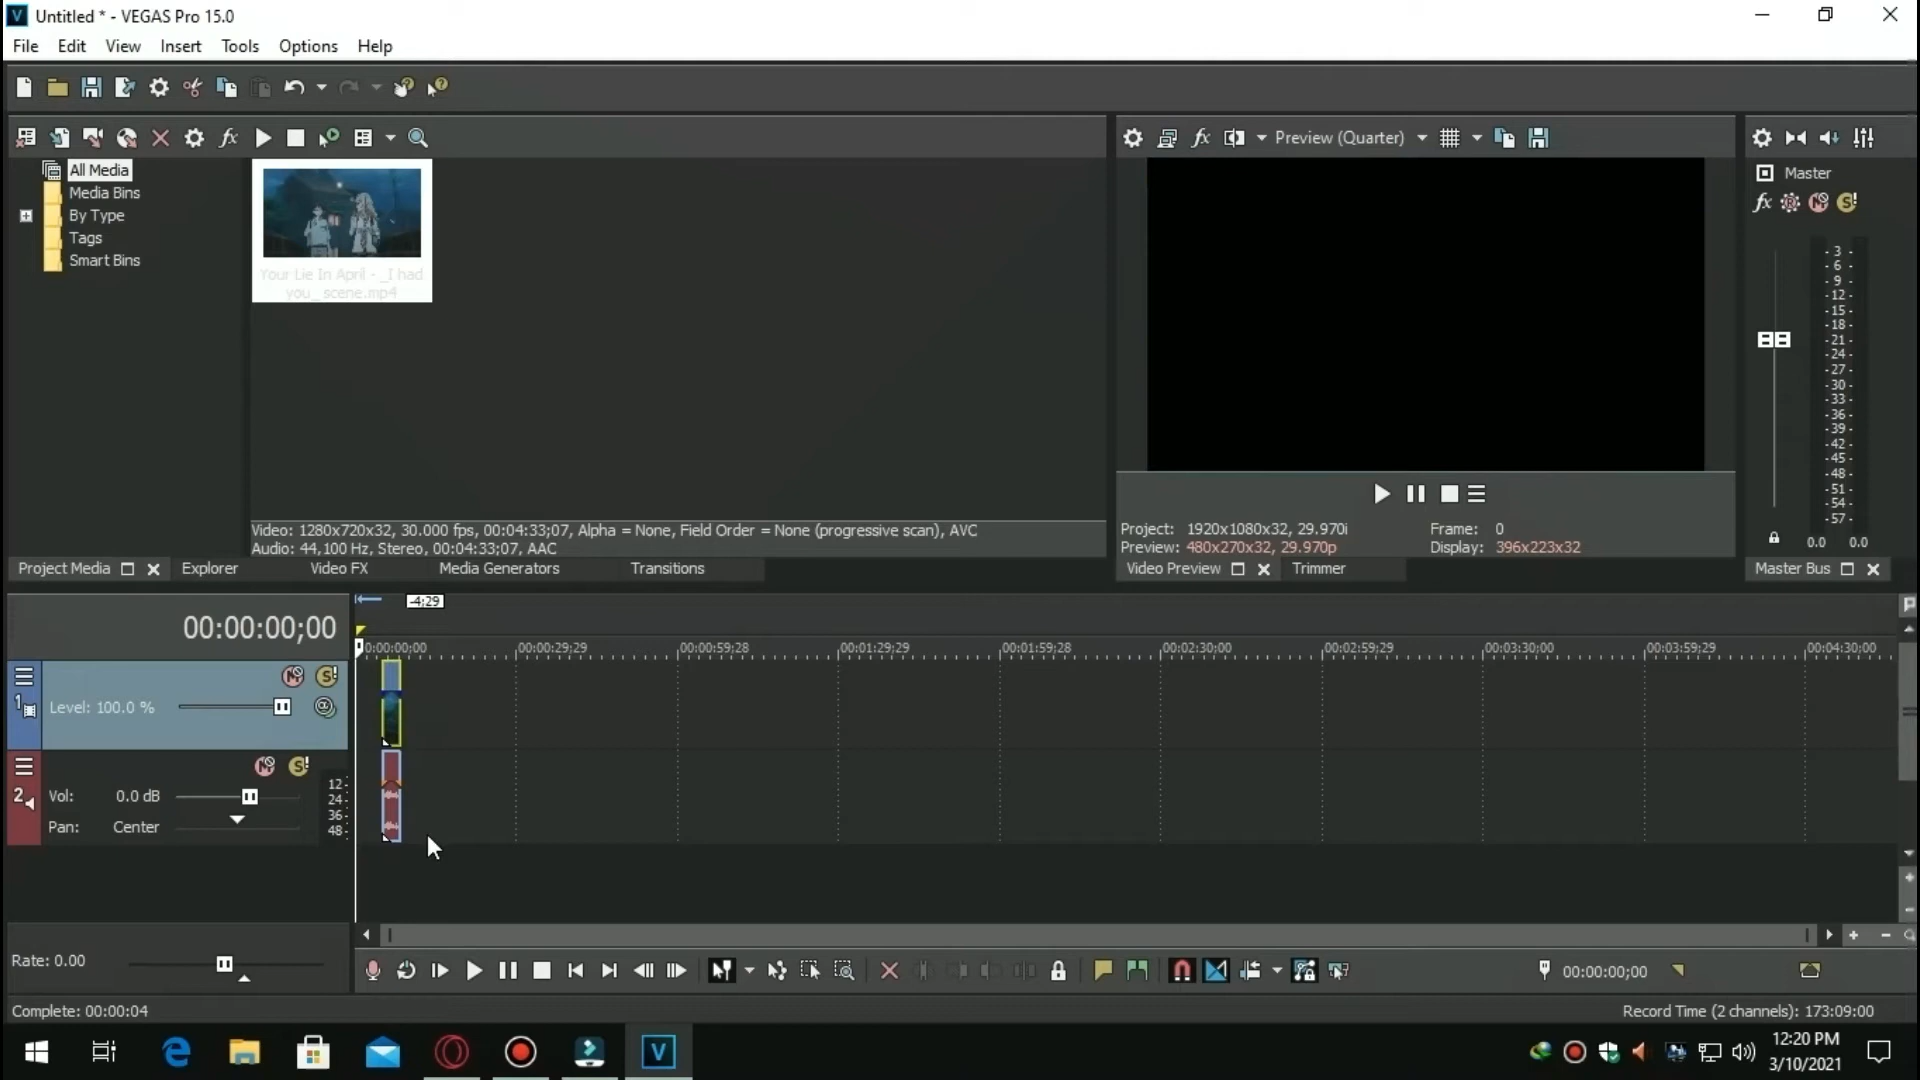 Untitled * - VEGAS Pro 15.0
File Edit View Insert Tools Options Help
Preview (Quarter)
All Media
Media Bins
By Type
Tags
Smart Bins
Your Lie In April - _I had
you_ scene.mp4
Master
-3-
-6-
-9-
-12-
-15-
-18-
-21-
-24-
-27-
-30-
-33-
-36-
-39-
-42-
-45-
-48-
-51-
-54-
-57-
0.0 0.0
Video: 1280x720x32, 30.000 fps, 00:04:33;07, Alpha = None, Field Order = None (progressive scan), AVC
Audio: 44,100 Hz, Stereo, 00:04:33;07, AAC
Project: 1920x1080x32, 29.970i Frame: 0
Preview: 480x270x32, 29.970p Display: 396x223x32
Project Media Explorer Video FX Media Generators Transitions
Video Preview Trimmer
Master Bus
-4;29
00:00:00;00
0:00:00;00 00:00:29;29 00:00:59;28 00:01:29;29 00:01:59;28 00:02:30;00 00:02:59;29 00:03:30;00 00:03:59;29 00:04:30;00
1
Level: 100.0 %
2
12-
24-
36-
48-
Vol: 0.0 dB
Pan: Center
Rate: 0.00
00:00:00;00
Complete: 00:00:04
Record Time (2 channels): 173:09:00
12:20 PM
3/10/2021